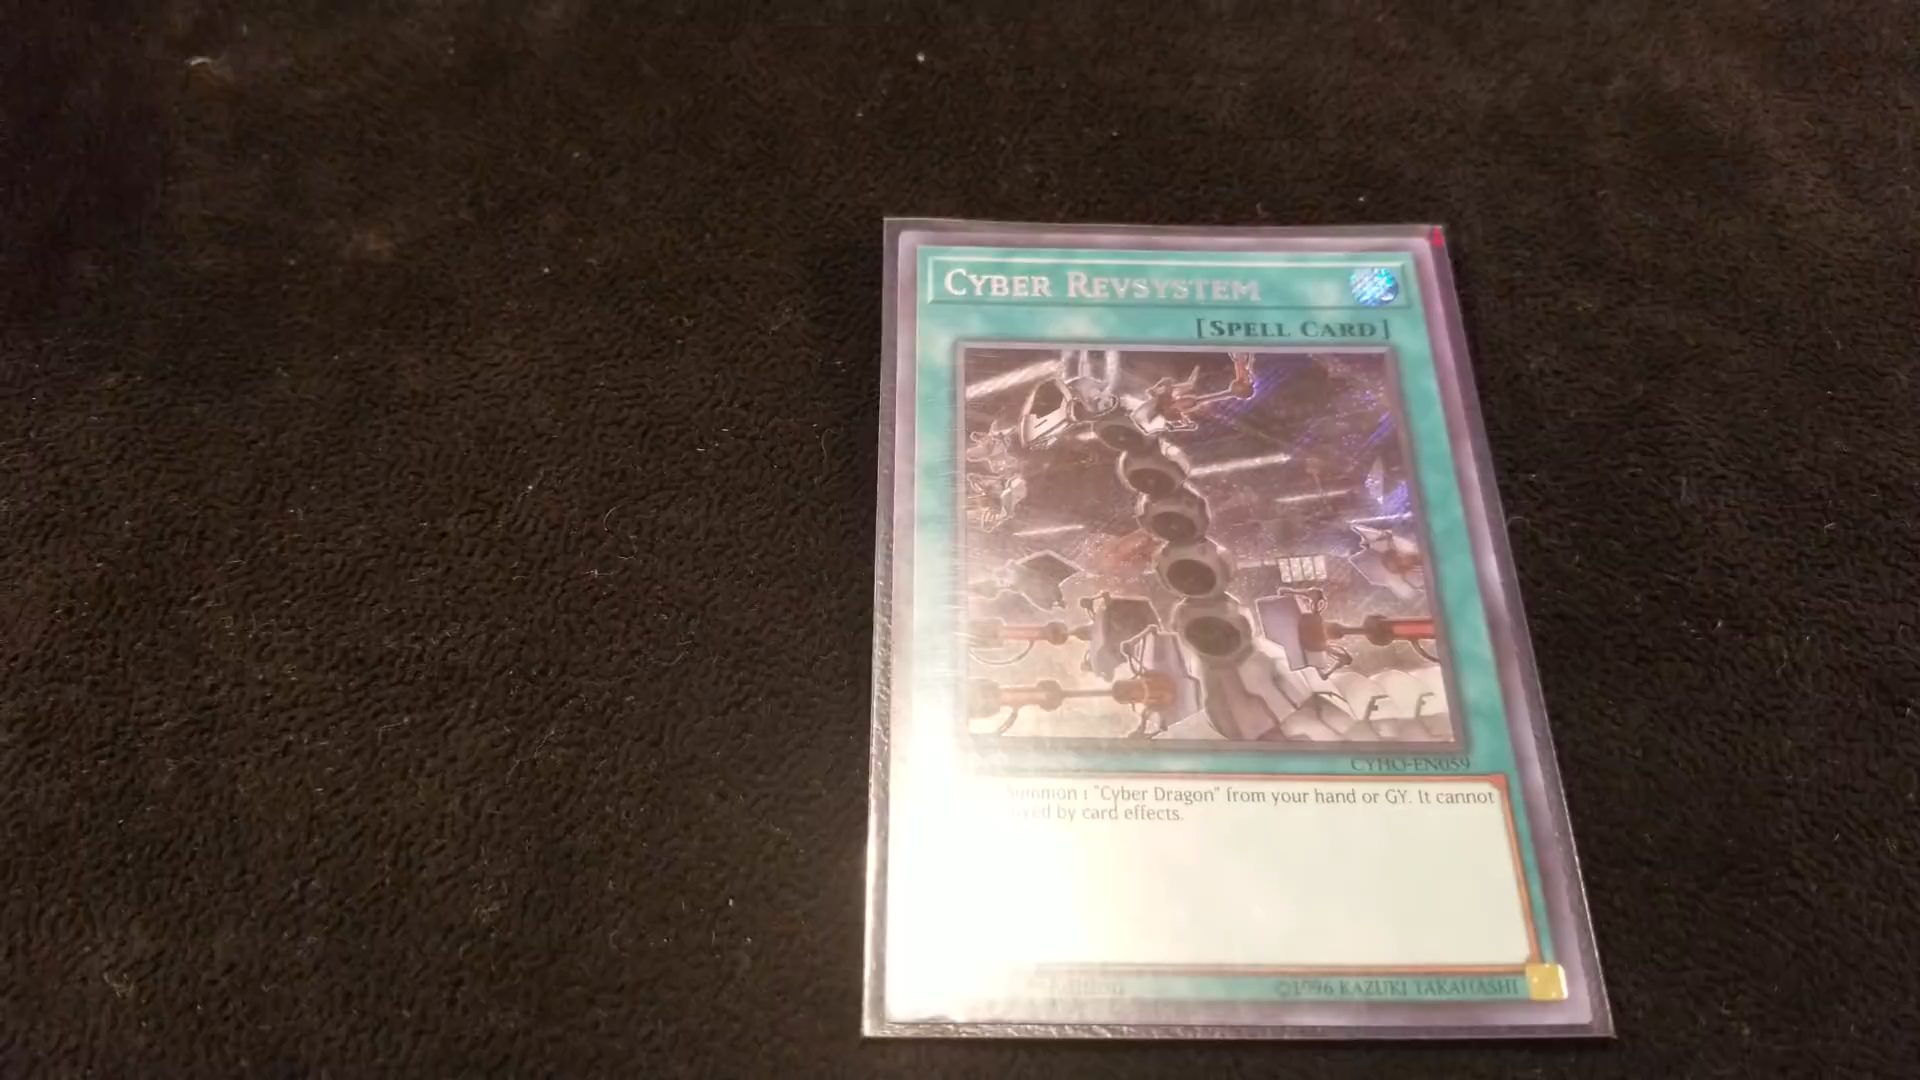 CYBER REVSYSTEM
[SPELL CARD]
CYHO-EN059
Summon 1 "Cyber Dragon" from your hand or GY. It cannot
by card effects.
Edition
©1996 KAZUKI TAKAHASHI